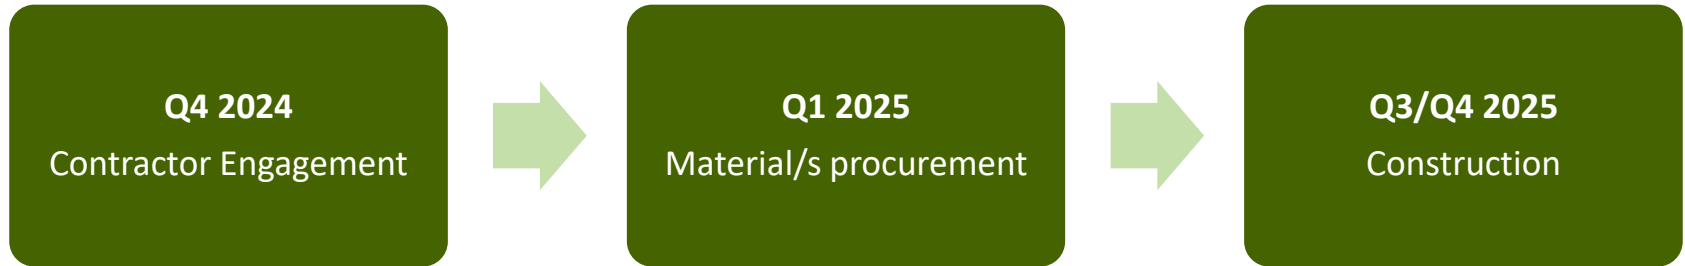 Q4 2024
Contractor Engagement
Q1 2025
Material/s procurement
Q3/Q4 2025
Construction